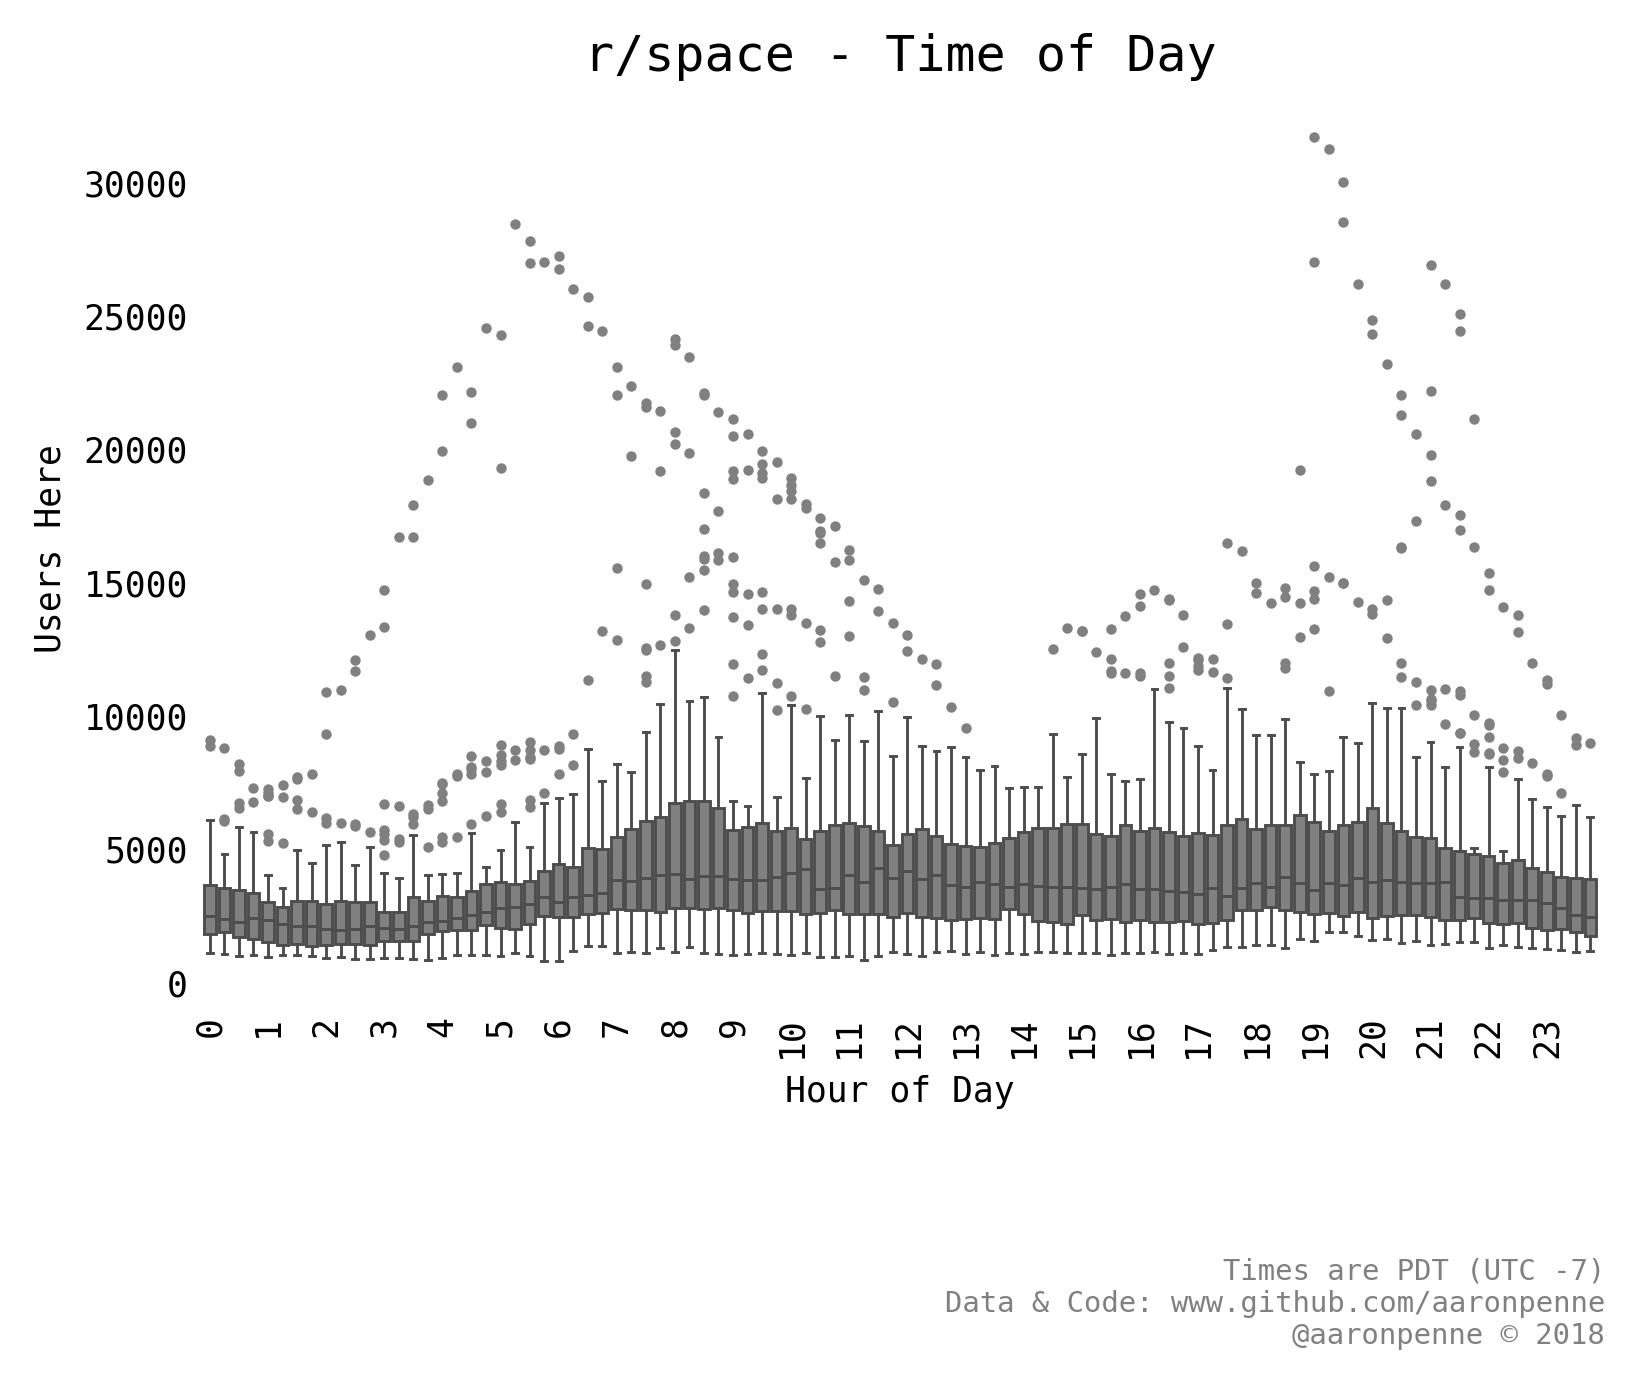 r/space - Time of Day
30000
25000
20000
15000
10000
5000
0
Users Here
0 1 2 3 4 5 6 7 8 9 10 11 12 13 14 15 16 17 18 19 20 21 22 23
Hour of Day
Times are PDT (UTC -7)
Data & Code: www.github.com/aaronpenne
@aaronpenne © 2018